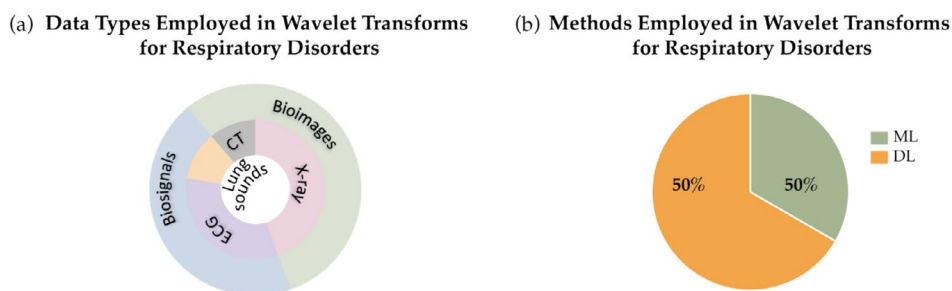 (a) Data Types Employed in Wavelet Transforms
for Respiratory Disorders
Bioimages
CT
X-ray
Lung
sounds
Biosignals
ECG
(b) Methods Employed in Wavelet Transforms
for Respiratory Disorders
50%
50%
ML
DL